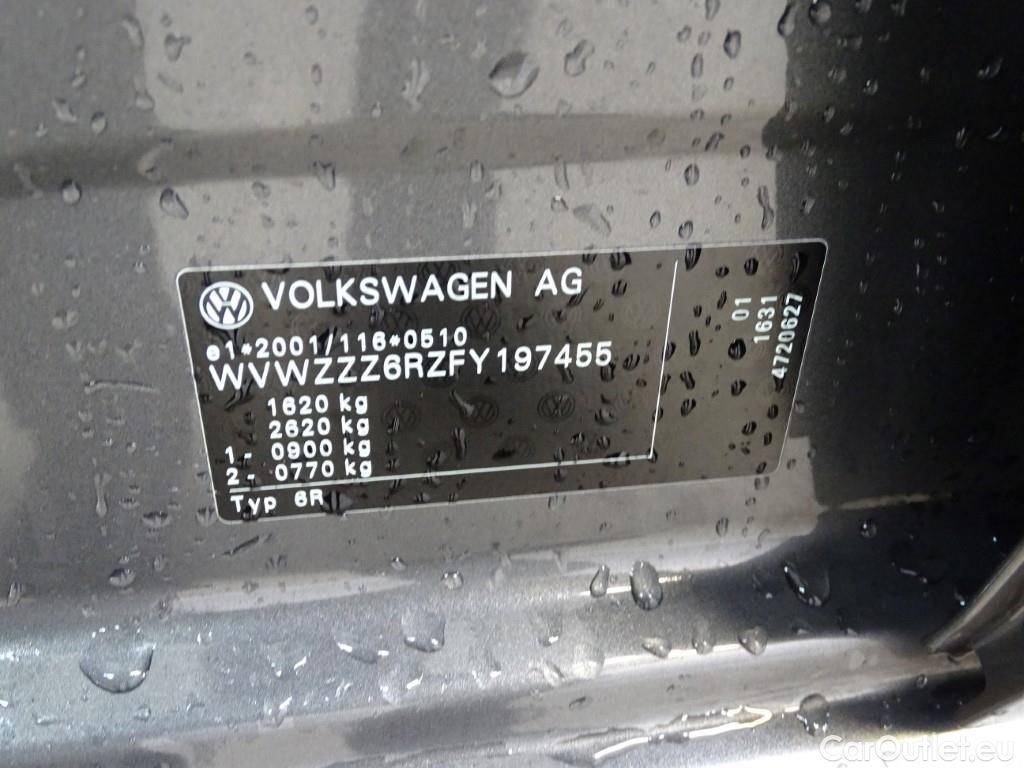 VOLKSWAGEN AG
e1*2001/116*0510
WVWZZZ6RZFY197455
1620 kg
2620 kg
1- 0900 kg
2- 0770 kg
Typ 6R
01
1631
4720627
CarOutlet.eu